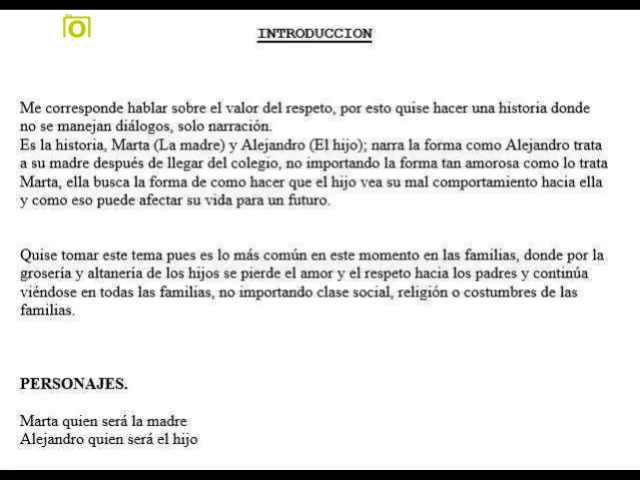 INTRODUCCION
Me corresponde hablar sobre el valor del respeto, por esto quise hacer una historia donde
no se manejan diálogos, solo narración.
Es la historia, Marta (La madre) y Alejandro (El hijo); narra la forma como Alejandro trata
a su madre después de llegar del colegio, no importando la forma tan amorosa como lo trata
Marta, ella busca la forma de como hacer que el hijo vea su mal comportamiento hacia ella
y como eso puede afectar su vida para un futuro.
Quise tomar este tema pues es lo más común en este momento en las familias, donde por la
grosería y altanería de los hijos se pierde el amor y el respeto hacia los padres y continúa
viéndose en todas las familias, no importando clase social, religión o costumbres de las
familias.
PERSONAJES.
Marta quien será la madre
Alejandro quien será el hijo